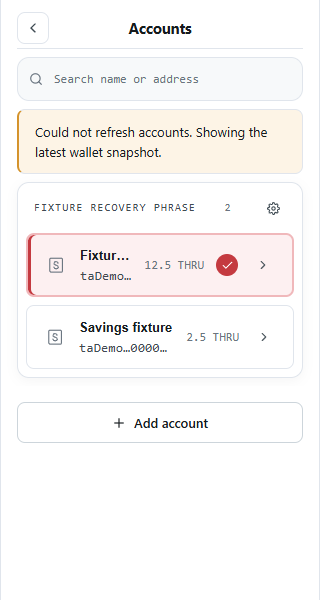 Accounts
Search name or address
Could not refresh accounts. Showing the
latest wallet snapshot.
FIXTURE RECOVERY PHRASE 2
S Fixtur… 12.5 THRU
taDemo…
S Savings fixture 2.5 THRU
taDemo…0000…
+ Add account